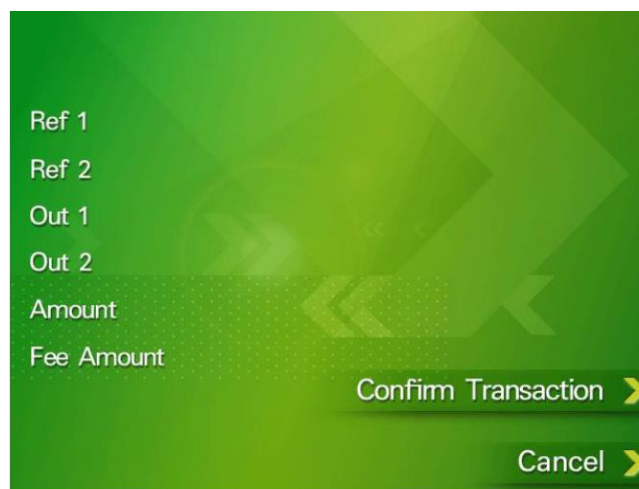 Ref 1
Ref 2
Out 1
Out 2
Amount
Fee Amount
Confirm Transaction
Cancel